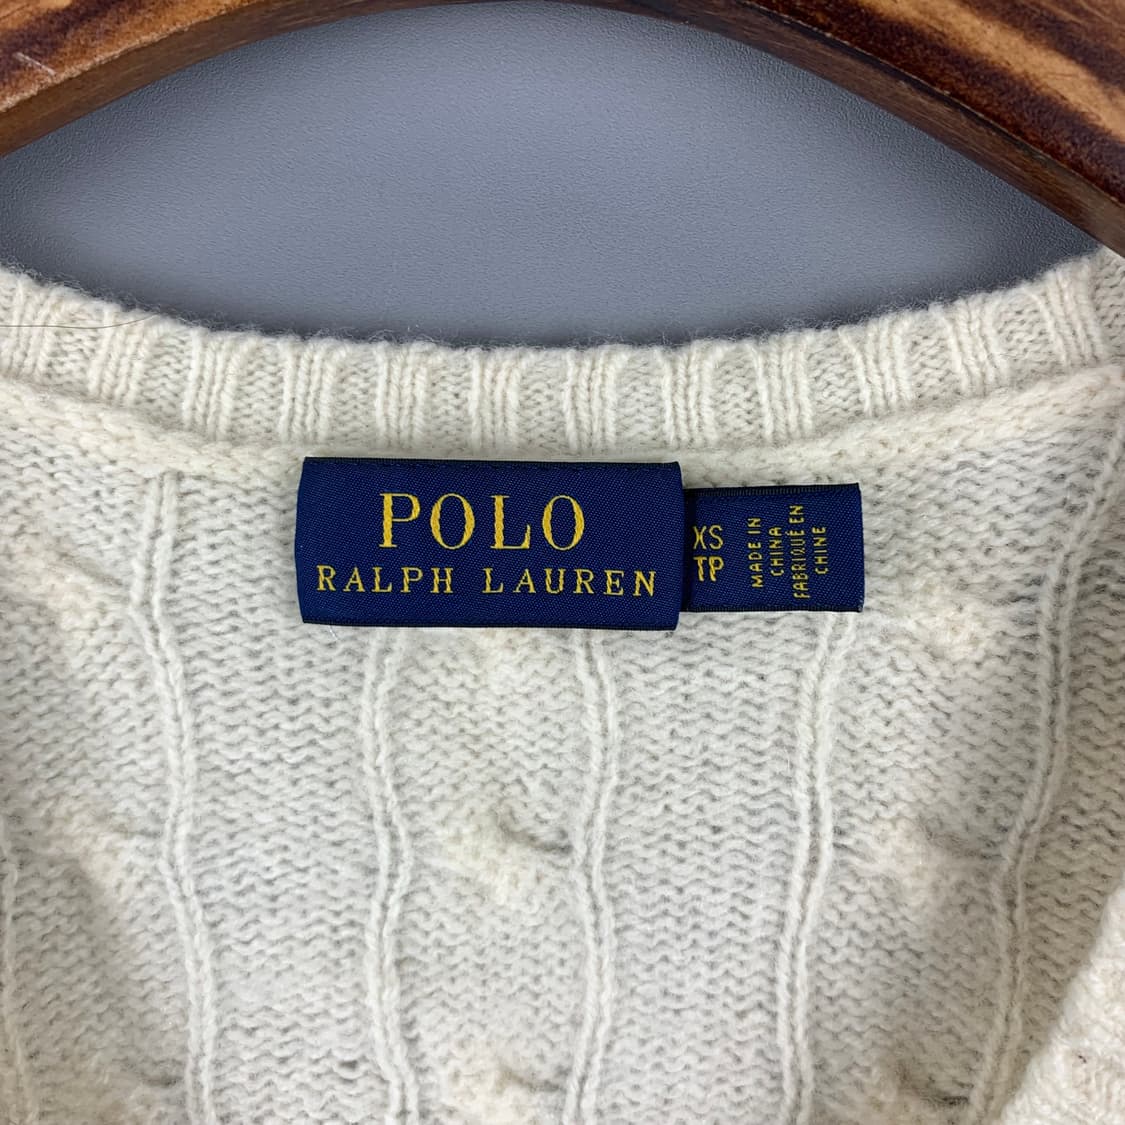 POLO
RALPH LAUREN
XS
TP
MADE IN
CHINA
FABRIQUÉ EN
CHINE